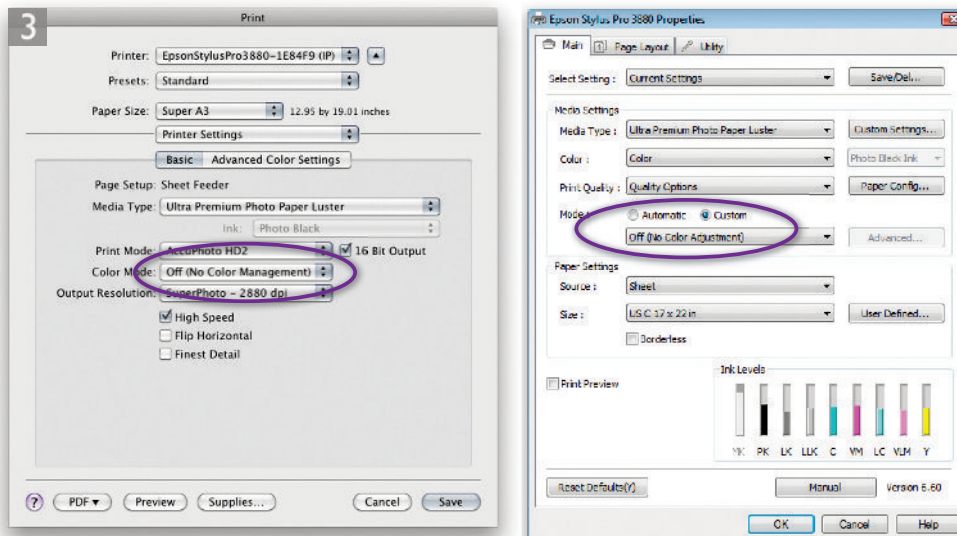 3
Print
Printer: EpsonStylusPro3880-1E84F9 (IP)
Presets: Standard
Paper Size: Super A3 12.95 by 19.01 inches
Printer Settings
Basic Advanced Color Settings
Page Setup: Sheet Feeder
Media Type: Ultra Premium Photo Paper Luster
Ink: Photo Black
Print Mode: AccuPhoto HD2 16 Bit Output
Color Mode: Off (No Color Management)
Output Resolution: SuperPhoto - 2880 dpi
High Speed
Flip Horizontal
Finest Detail
? PDF Preview Supplies... Cancel Save
Epson Stylus Pro 3880 Properties
Main Page Layout Utility
Select Setting : Current Settings Save/Del...
Media Settings
Media Type : Ultra Premium Photo Paper Luster Custom Settings...
Color : Color Photo Black Ink
Print Quality : Quality Options Paper Config...
Mode : Automatic Custom
Off (No Color Adjustment) Advanced...
Paper Settings
Source : Sheet
Size : US C 17 x 22 in User Defined...
Borderless
Print Preview
Ink Levels
MK PK LK LLK C VM LC VLM Y
Reset Defaults(Y) Manual Version 6.60
OK Cancel Help